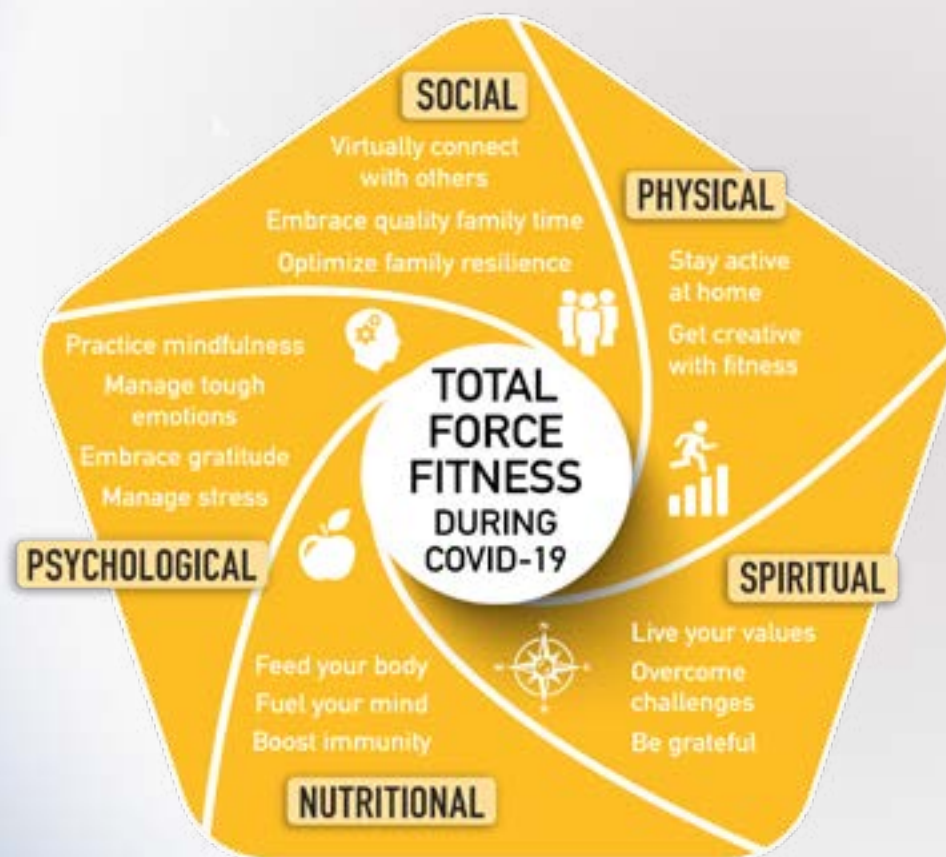 SOCIAL
Virtually connect
with others
Embrace quality family time
Optimize family resilience
PHYSICAL
Stay active
at home
Get creative
with fitness
Practice mindfulness
Manage tough
emotions
Embrace gratitude
Manage stress
PSYCHOLOGICAL
TOTAL
FORCE
FITNESS
DURING
COVID-19
SPIRITUAL
Live your values
Overcome
challenges
Be grateful
Feed your body
Fuel your mind
Boost immunity
NUTRITIONAL